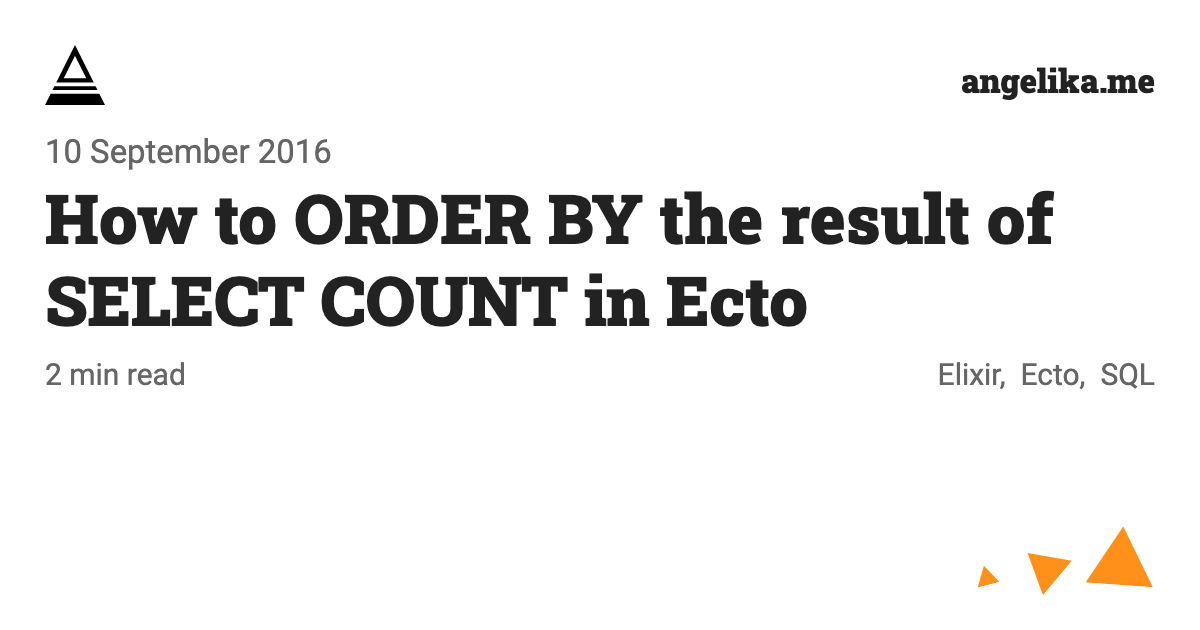 angelika.me
10 September 2016
How to ORDER BY the result of
SELECT COUNT in Ecto
2 min read
Elixir, Ecto, SQL